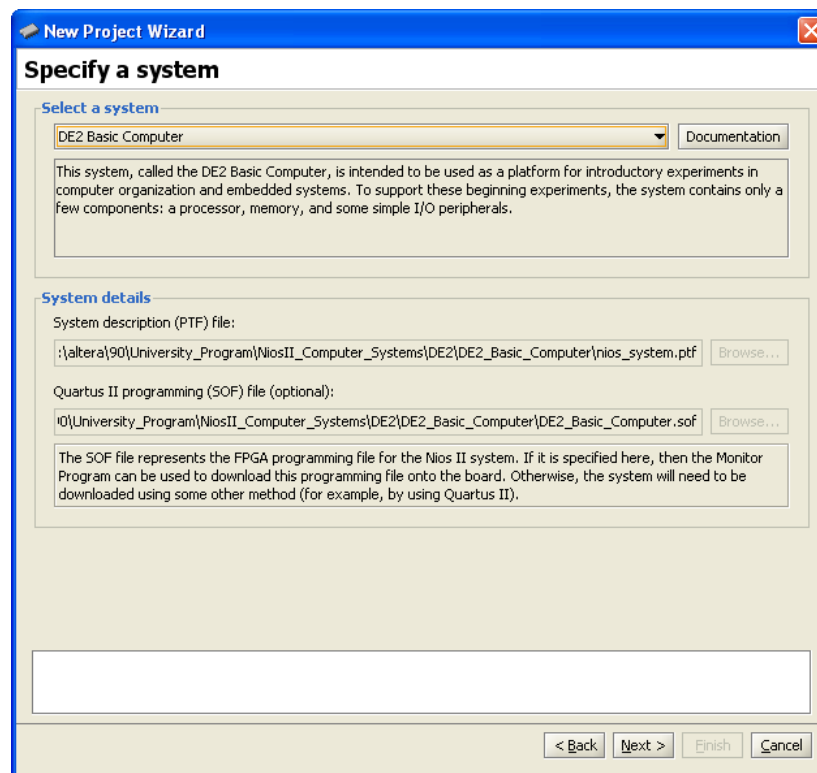 New Project Wizard
Specify a system
Select a system
DE2 Basic Computer
Documentation
This system, called the DE2 Basic Computer, is intended to be used as a platform for introductory experiments in
computer organization and embedded systems. To support these beginning experiments, the system contains only a
few components: a processor, memory, and some simple I/O peripherals.
System details
System description (PTF) file:
:\altera\90\University_Program\NiosII_Computer_Systems\DE2\DE2_Basic_Computer\nios_system.ptf
Browse...
Quartus II programming (SOF) file (optional):
0\University_Program\NiosII_Computer_Systems\DE2\DE2_Basic_Computer\DE2_Basic_Computer.sof
Browse...
The SOF file represents the FPGA programming file for the Nios II system. If it is specified here, then the Monitor
Program can be used to download this programming file onto the board. Otherwise, the system will need to be
downloaded using some other method (for example, by using Quartus II).
< Back
Next >
Finish
Cancel